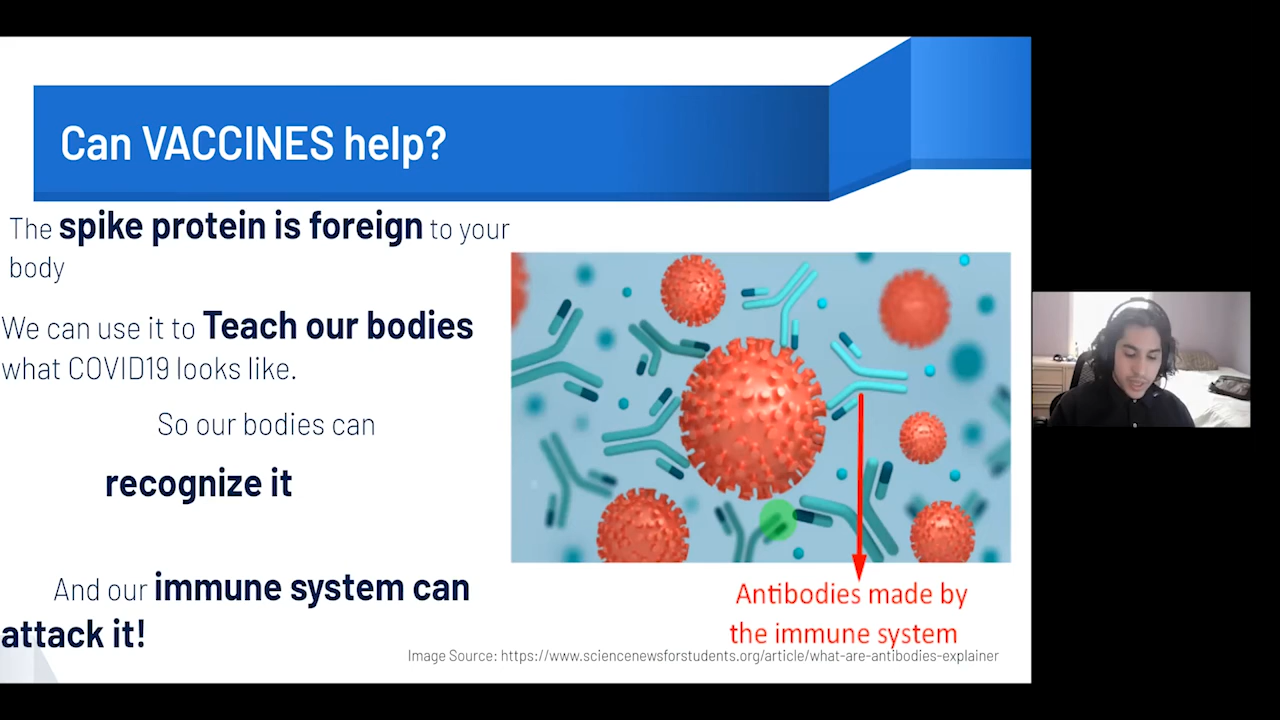 Can VACCINES help?
The spike protein is foreign to your
body
We can use it to Teach our bodies
what COVID19 looks like.
So our bodies can
recognize it
And our immune system can
attack it!
Antibodies made by
the immune system
Image Source: https://www.sciencenewsforstudents.org/article/what-are-antibodies-explainer